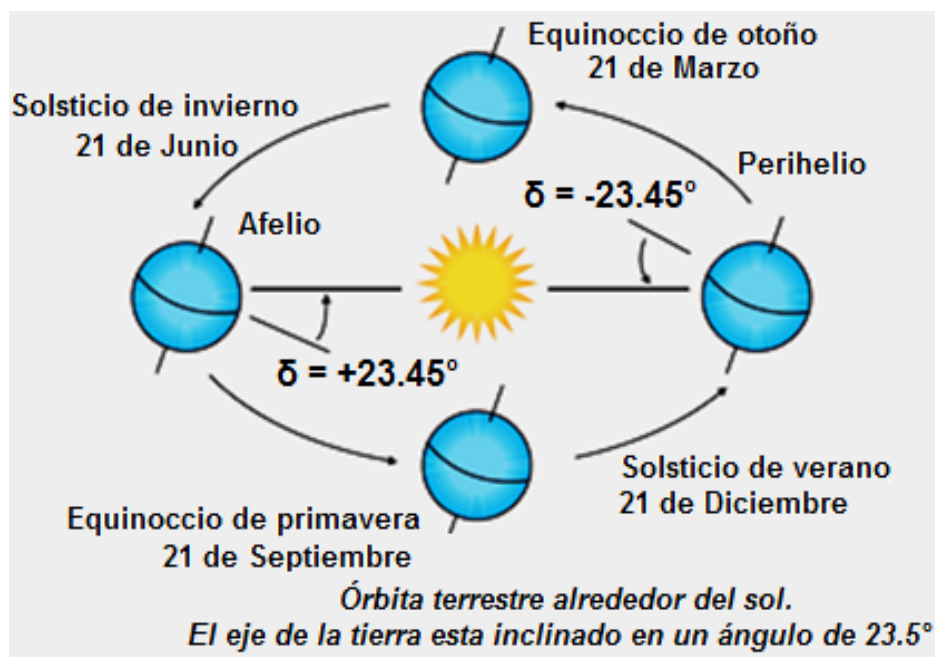 Equinoccio de otoño
21 de Marzo
Solsticio de invierno
21 de Junio
Perihelio
δ = -23.45°
Afelio
δ = +23.45°
Solsticio de verano
21 de Diciembre
Equinoccio de primavera
21 de Septiembre
Órbita terrestre alrededor del sol.
El eje de la tierra esta inclinado en un ángulo de 23.5°